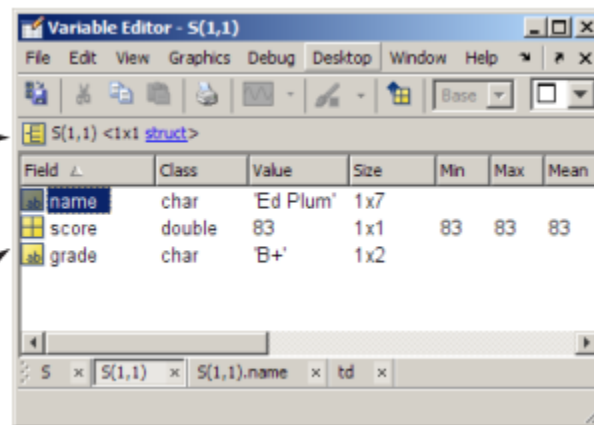 Variable Editor - S(1,1)
File Edit View Graphics Debug Desktop Window Help
Base
S(1,1) <1x1 struct>
Field Class Value Size Min Max Mean
ab name char 'Ed Plum' 1x7
score double 83 1x1 83 83 83
ab grade char 'B+' 1x2
S × S(1,1) × S(1,1).name × td ×